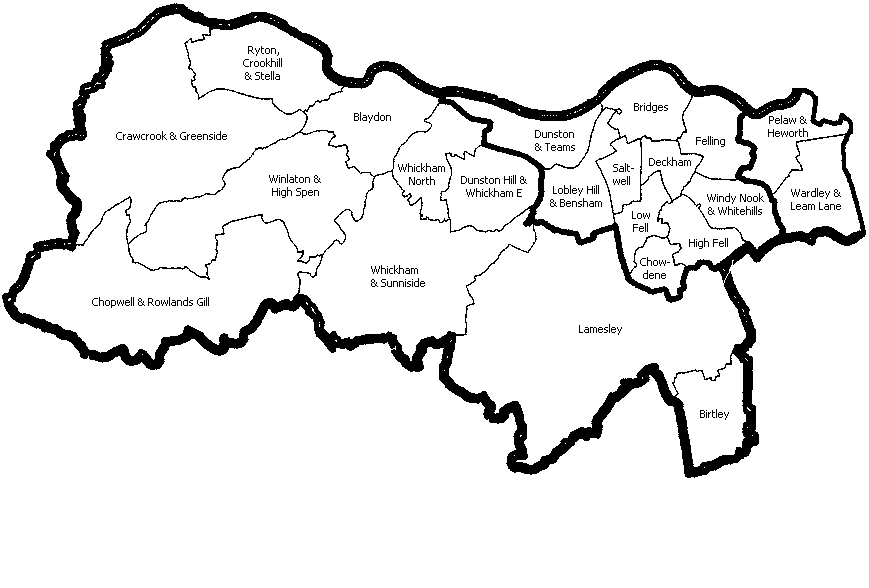 Ryton,
Crookhill
& Stella
Crawcrook & Greenside
Blaydon
Bridges
Pelaw &
Heworth
Dunston
& Teams
Felling
Whickham
North
Salt-
well
Deckham
Winlaton &
High Spen
Dunston Hill &
Whickham E
Lobley Hill
& Bensham
Windy Nook
& Whitehills
Wardley &
Leam Lane
Low
Fell
High Fell
Chow-
dene
Whickham
& Sunniside
Chopwell & Rowlands Gill
Lamesley
Birtley